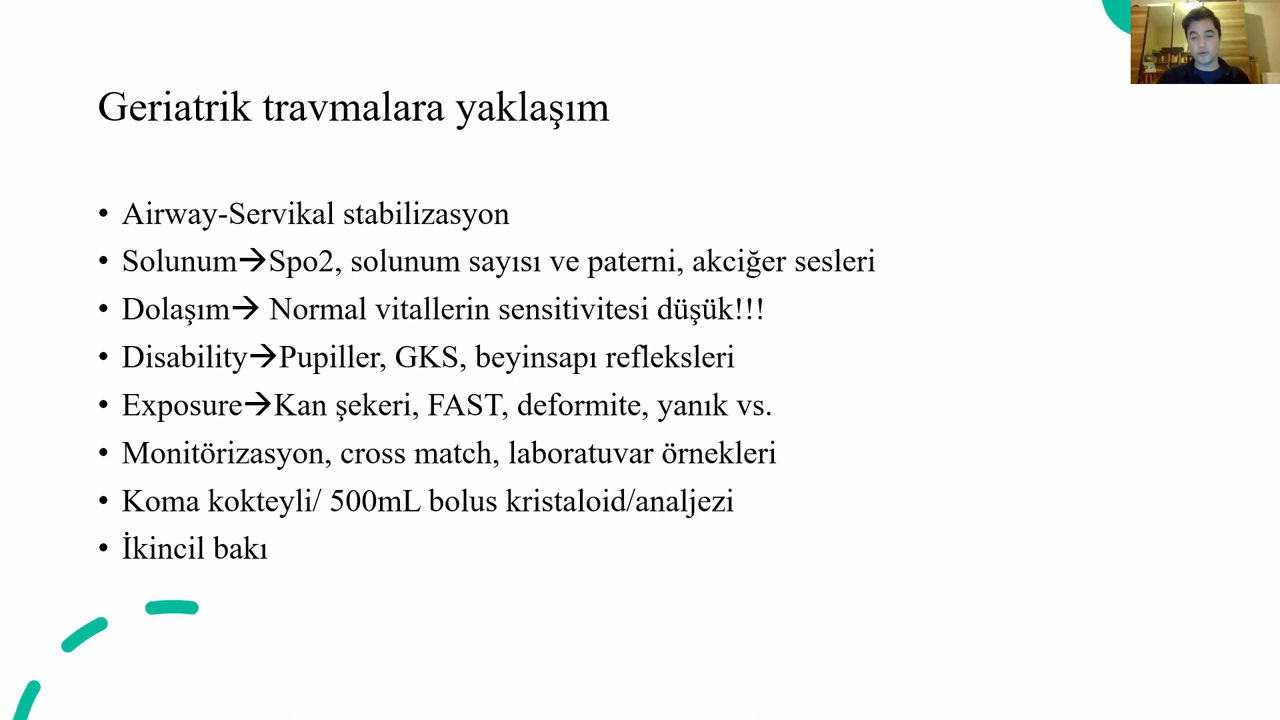 Geriatrik travmalara yaklaşım
• Airway-Servikal stabilizasyon
• Solunum→Spo2, solunum sayısı ve paterni, akciğer sesleri
• Dolaşım→ Normal vitallerin sensitivitesi düşük!!!
• Disability→Pupiller, GKS, beyinsapı refleksleri
• Exposure→Kan şekeri, FAST, deformite, yanık vs.
• Monitörizasyon, cross match, laboratuvar örnekleri
• Koma kokteyli/ 500mL bolus kristaloid/analjezi
• İkincil bakı